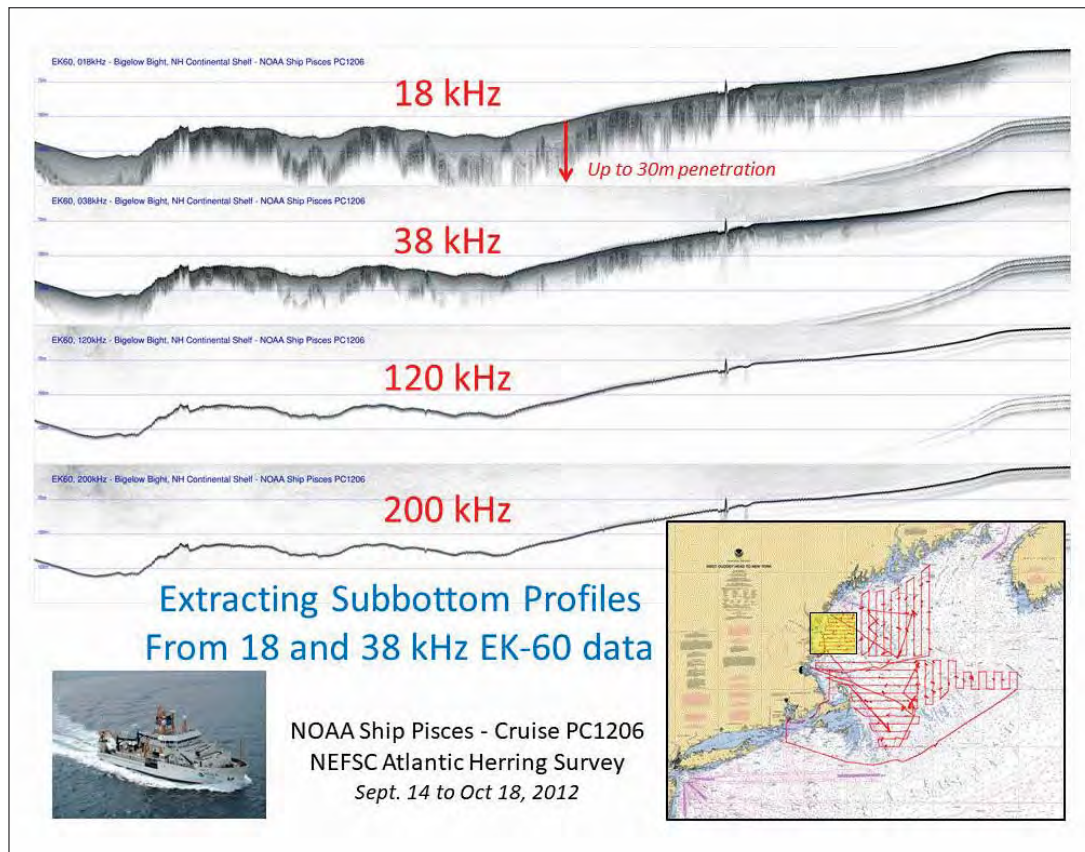 EK60, 018kHz - Bigelow Bight, NH Continental Shelf - NOAA Ship Pisces PC1206
18 kHz
Up to 30m penetration
EK60, 038kHz - Bigelow Bight, NH Continental Shelf - NOAA Ship Pisces PC1206
38 kHz
EK60, 120kHz - Bigelow Bight, NH Continental Shelf - NOAA Ship Pisces PC1206
120 kHz
EK60, 200kHz - Bigelow Bight, NH Continental Shelf - NOAA Ship Pisces PC1206
200 kHz
Extracting Subbottom Profiles
From 18 and 38 kHz EK-60 data
NOAA Ship Pisces - Cruise PC1206
NEFSC Atlantic Herring Survey
Sept. 14 to Oct 18, 2012